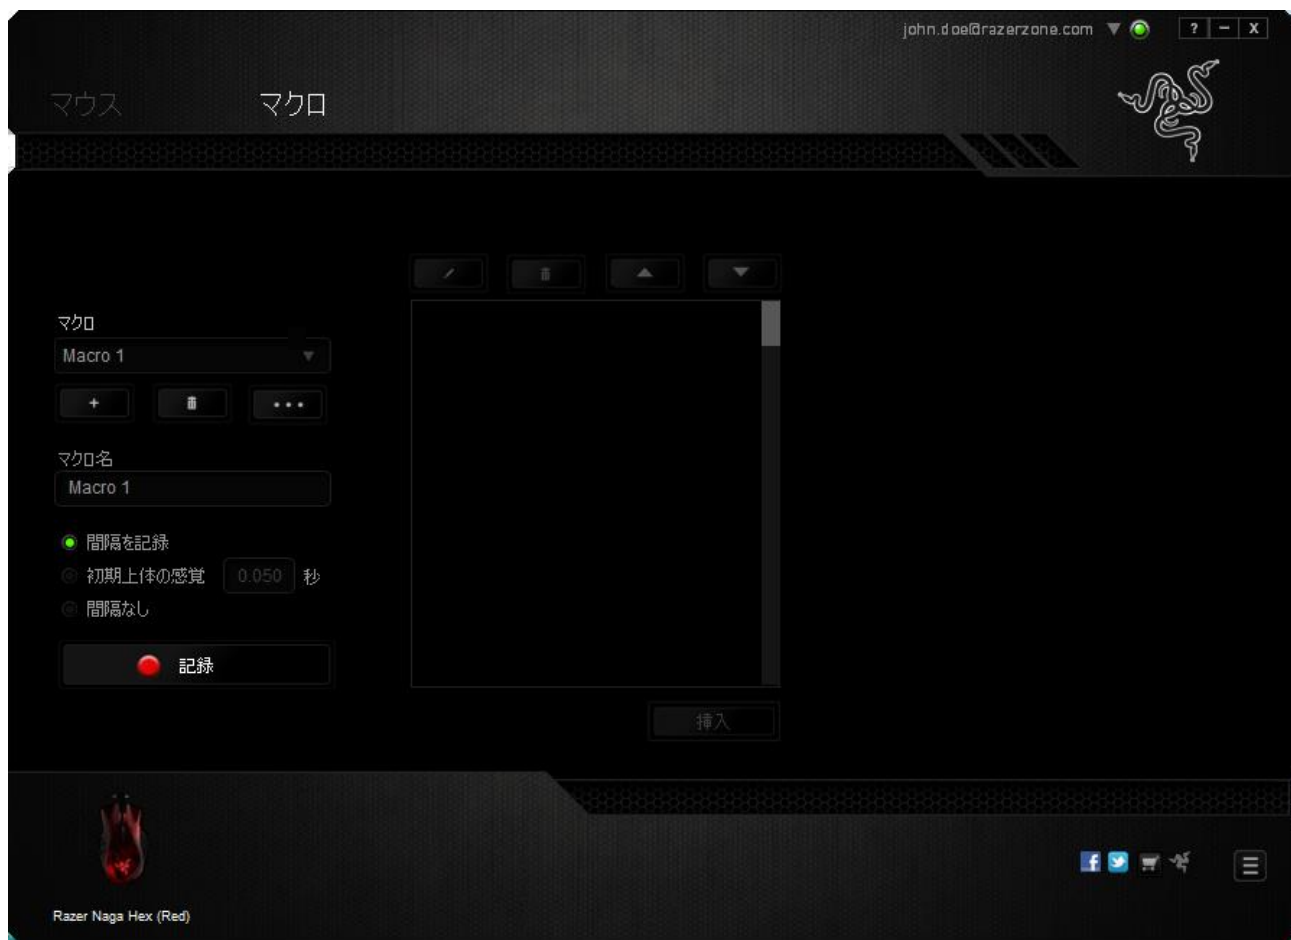 john.doe@razerzone.com
? − X
マウス
マクロ
マクロ
Macro 1
マクロ名
Macro 1
間隔を記録
初期上体の感覚 0.050 秒
間隔なし
記録
挿入
Razer Naga Hex (Red)